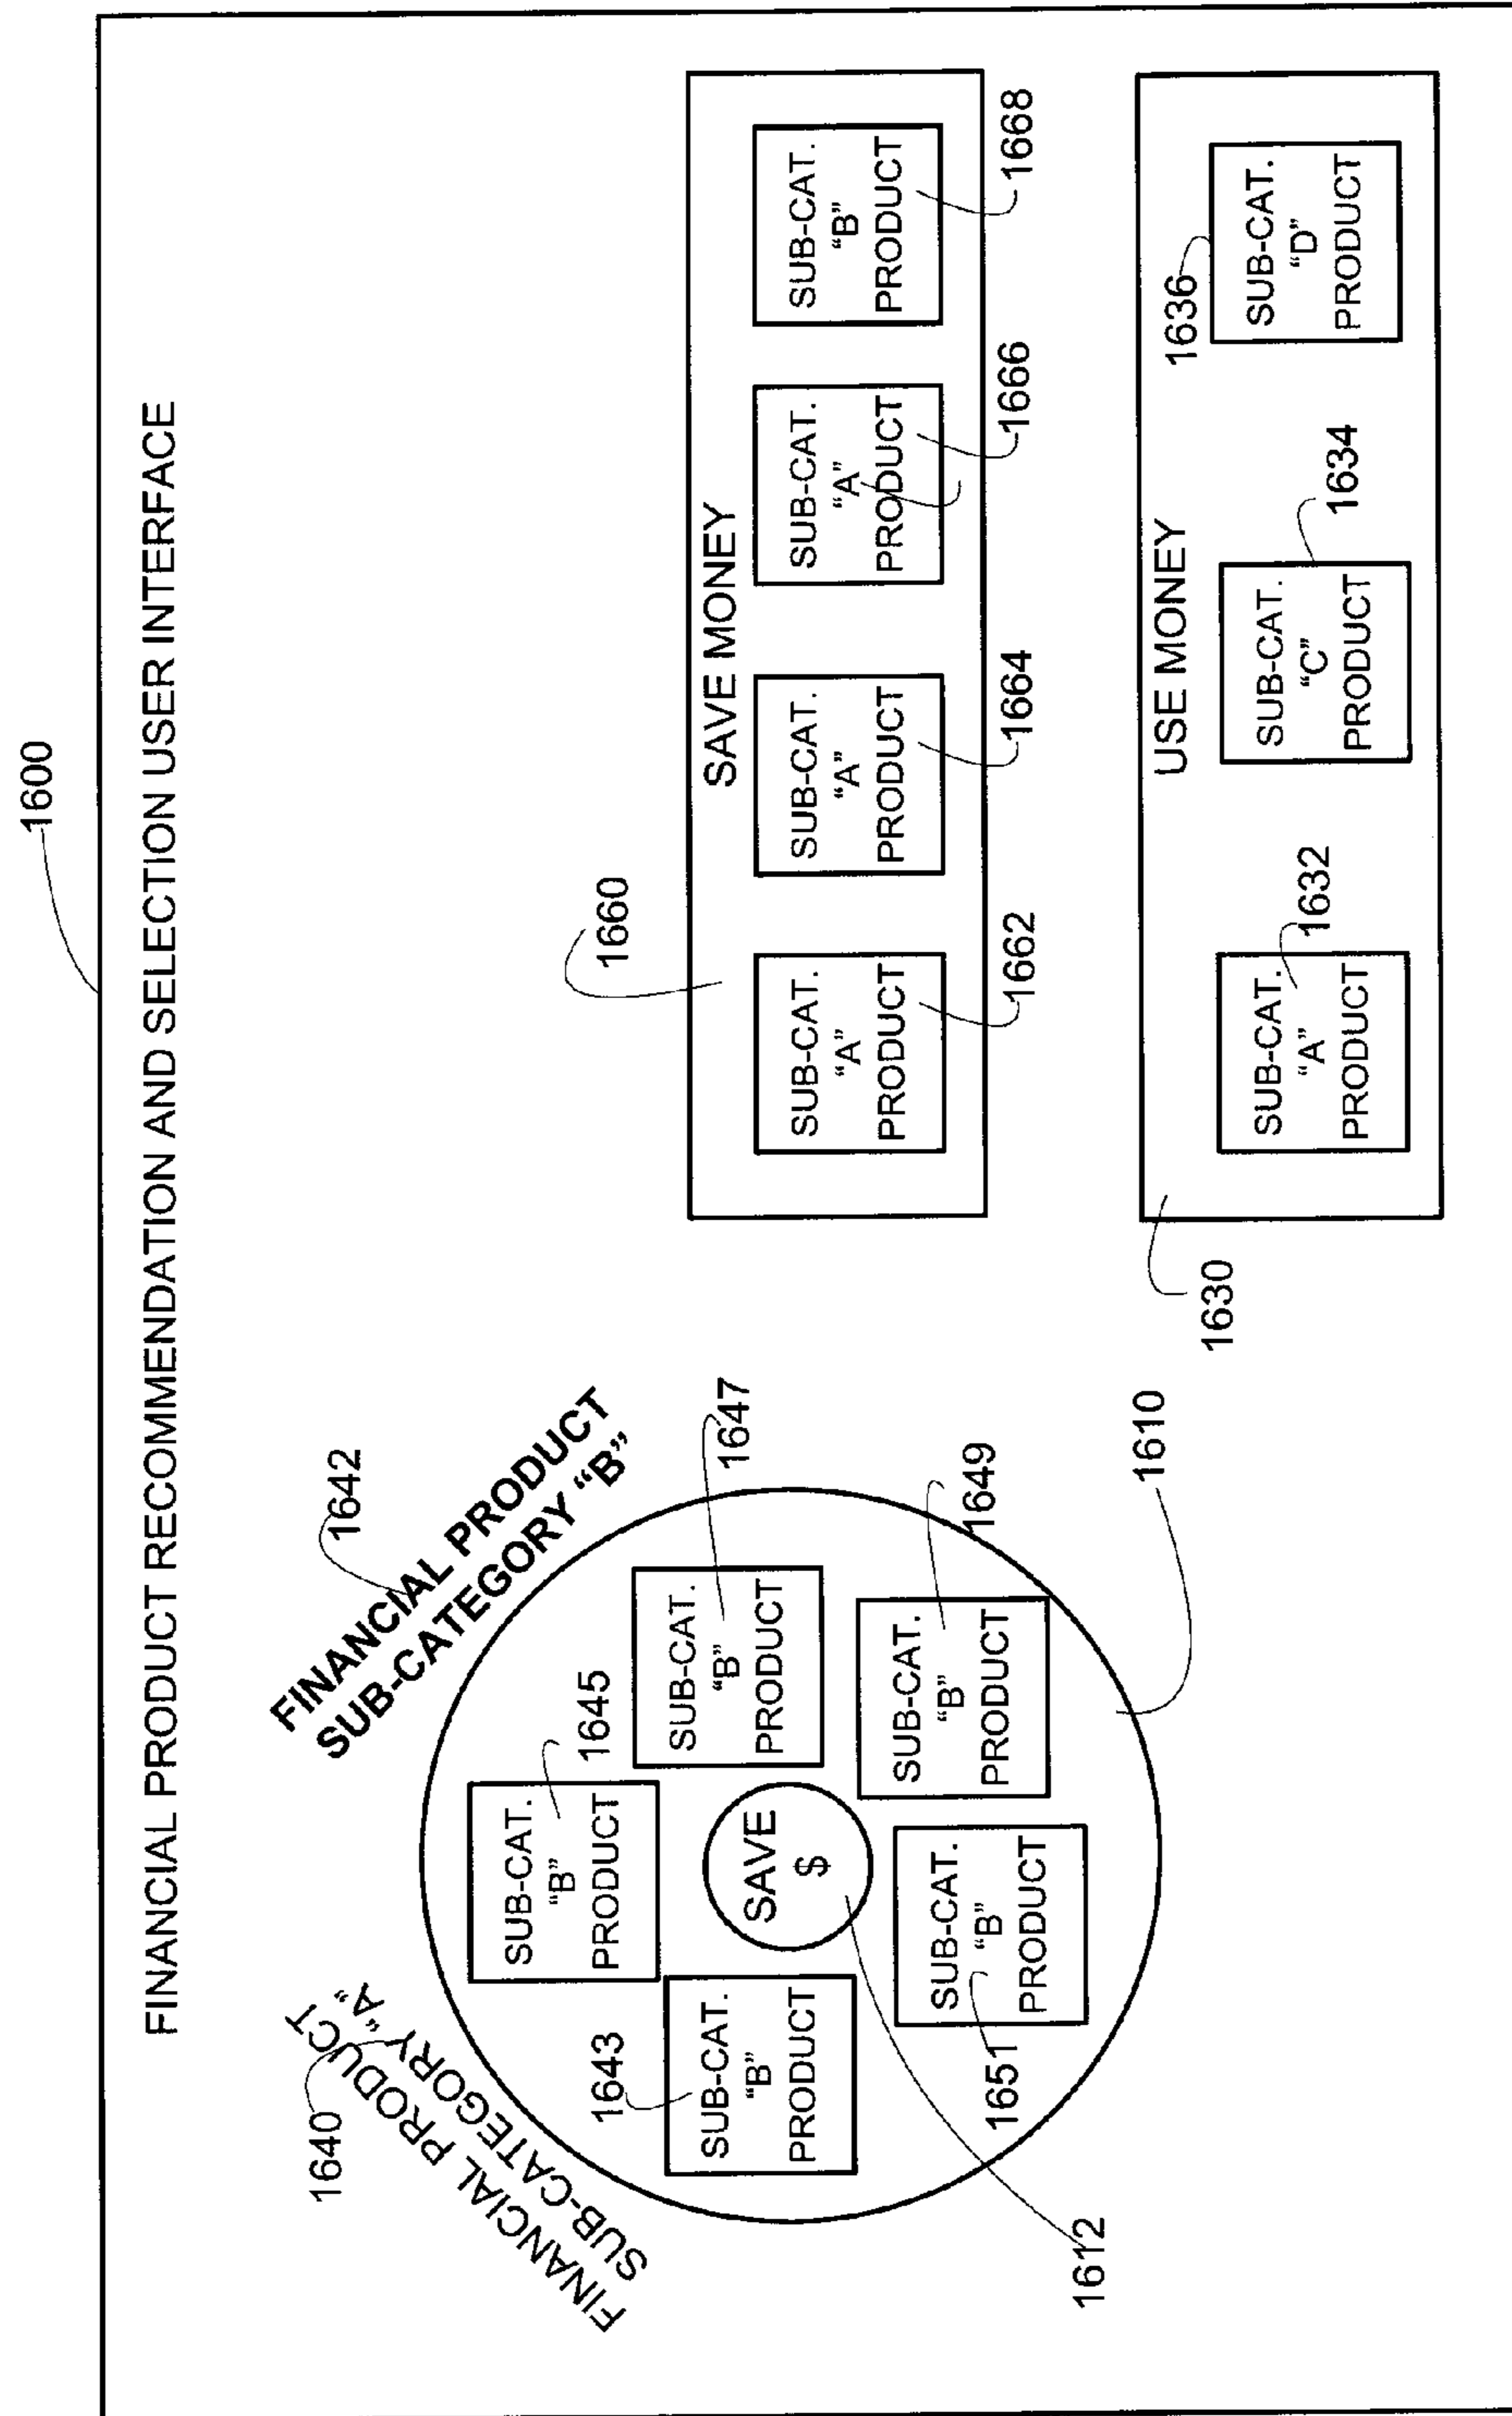 1600
FINANCIAL PRODUCT RECOMMENDATION AND SELECTION USER INTERFACE
1640
FINANCIAL PRODUCT
SUB-CATEGORY "A"
1642
FINANCIAL PRODUCT
SUB-CATEGORY "B"
1643
SUB-CAT.
"B"
PRODUCT
1645
SUB-CAT.
"B"
PRODUCT
1647
SUB-CAT.
"B"
PRODUCT
1649
SUB-CAT.
"B"
PRODUCT
1651
SUB-CAT.
"B"
PRODUCT
SAVE
$
1612
1610
1660
SAVE MONEY
SUB-CAT.
"A"
PRODUCT
1662
SUB-CAT.
"A"
PRODUCT
1664
SUB-CAT.
"A"
PRODUCT
1666
SUB-CAT.
"B"
PRODUCT
1668
1630
USE MONEY
SUB-CAT.
"A"
PRODUCT
1632
SUB-CAT.
"C"
PRODUCT
1634
1636
SUB-CAT.
"D"
PRODUCT